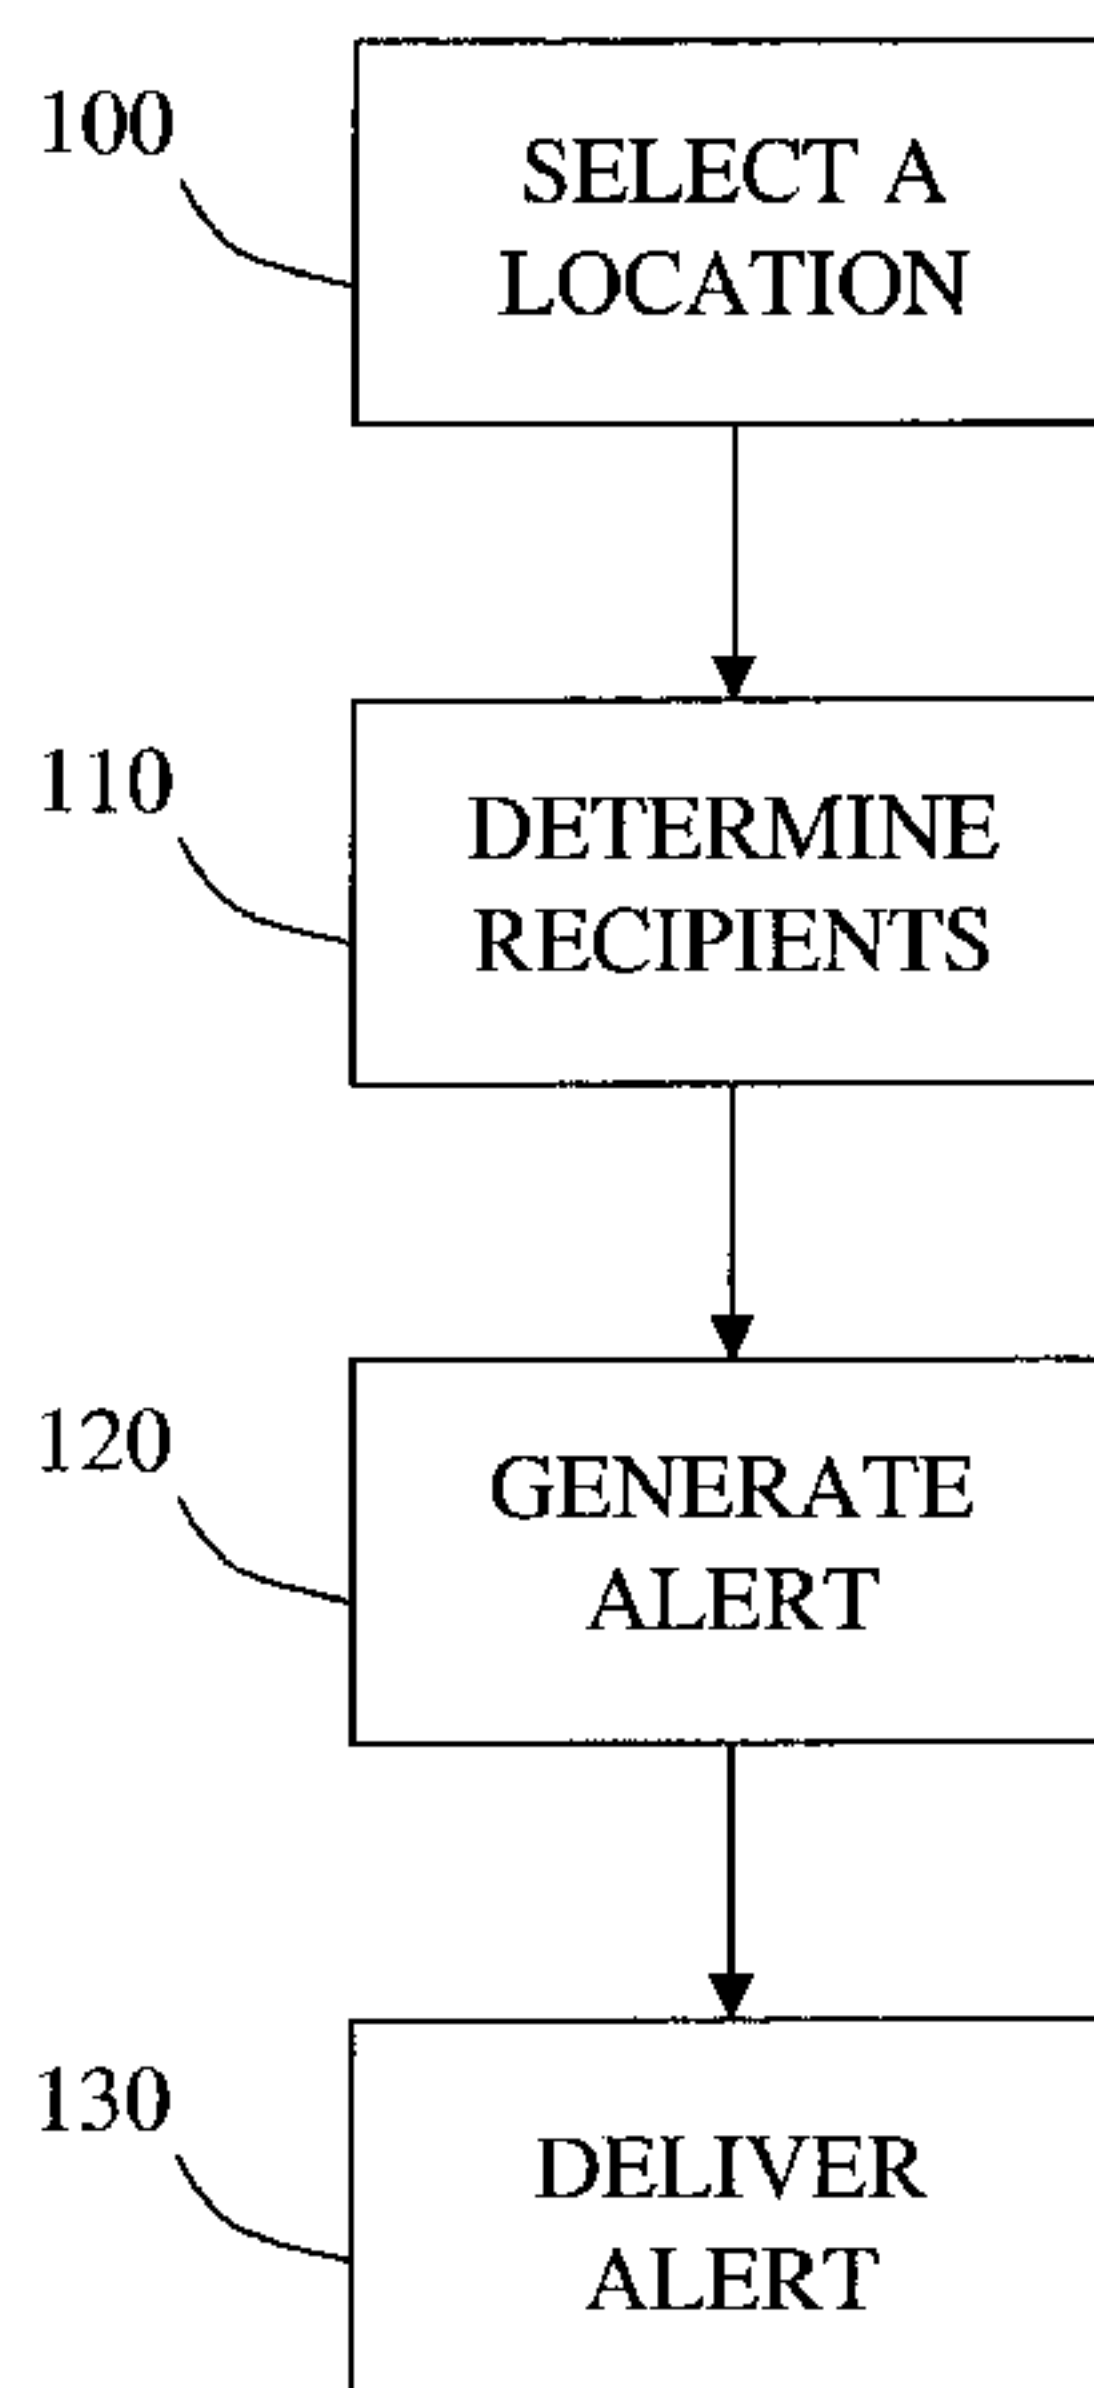 100
SELECT A
LOCATION
110
DETERMINE
RECIPIENTS
120
GENERATE
ALERT
130
DELIVER
ALERT